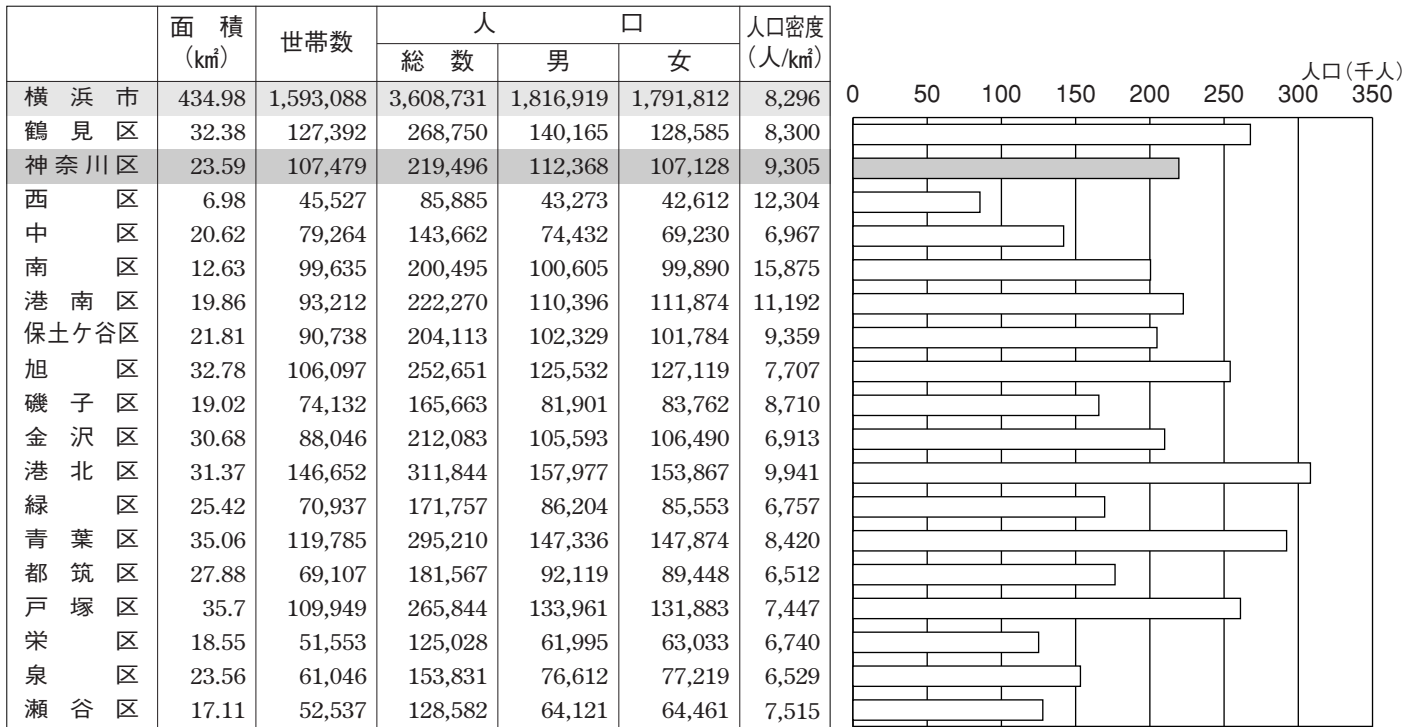 面積(k㎡) 世帯数 人口 人口密度(人/k㎡)
総数 男 女
人口(千人)
0 50 100 150 200 250 300 350
横浜市 434.98 1,593,088 3,608,731 1,816,919 1,791,812 8,296
鶴見区 32.38 127,392 268,750 140,165 128,585 8,300
神奈川区 23.59 107,479 219,496 112,368 107,128 9,305
西区 6.98 45,527 85,885 43,273 42,612 12,304
中区 20.62 79,264 143,662 74,432 69,230 6,967
南区 12.63 99,635 200,495 100,605 99,890 15,875
港南区 19.86 93,212 222,270 110,396 111,874 11,192
保土ケ谷区 21.81 90,738 204,113 102,329 101,784 9,359
旭区 32.78 106,097 252,651 125,532 127,119 7,707
磯子区 19.02 74,132 165,663 81,901 83,762 8,710
金沢区 30.68 88,046 212,083 105,593 106,490 6,913
港北区 31.37 146,652 311,844 157,977 153,867 9,941
緑区 25.42 70,937 171,757 86,204 85,553 6,757
青葉区 35.06 119,785 295,210 147,336 147,874 8,420
都筑区 27.88 69,107 181,567 92,119 89,448 6,512
戸塚区 35.7 109,949 265,844 133,961 131,883 7,447
栄区 18.55 51,553 125,028 61,995 63,033 6,740
泉区 23.56 61,046 153,831 76,612 77,219 6,529
瀬谷区 17.11 52,537 128,582 64,121 64,461 7,515